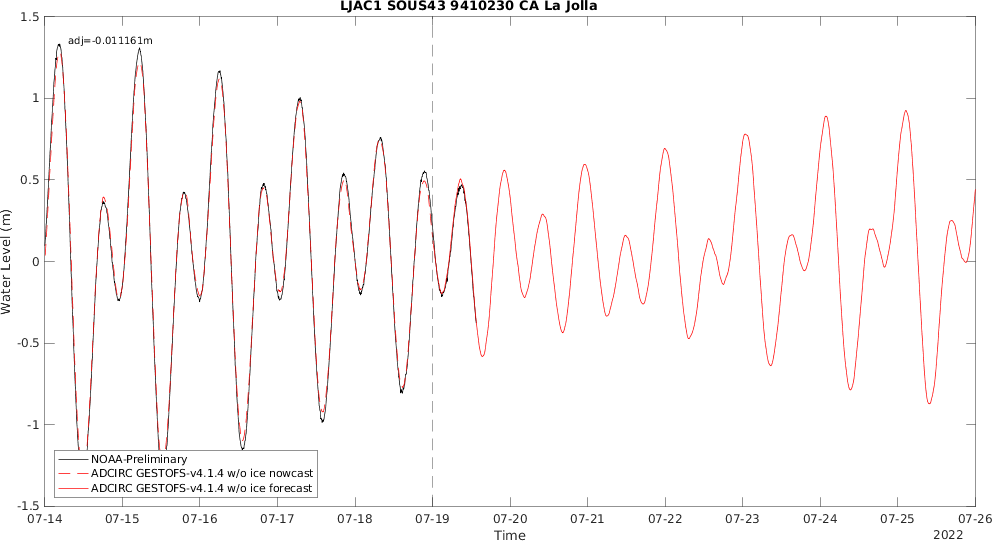 LJAC1 SOUS43 9410230 CA La Jolla
adj=-0.011161m
1.5
1
0.5
0
-0.5
-1
-1.5
Water Level (m)
NOAA-Preliminary
ADCIRC GESTOFS-v4.1.4 w/o ice nowcast
ADCIRC GESTOFS-v4.1.4 w/o ice forecast
07-14 07-15 07-16 07-17 07-18 07-19 07-20 07-21 07-22 07-23 07-24 07-25 07-26
Time
2022